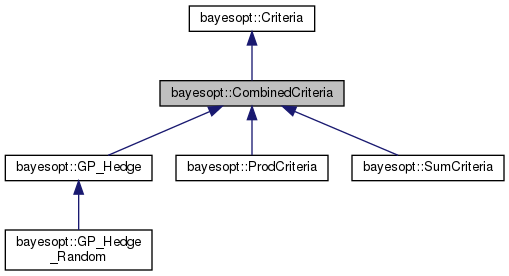 bayesopt::Criteria
bayesopt::CombinedCriteria
bayesopt::GP_Hedge
bayesopt::ProdCriteria
bayesopt::SumCriteria
bayesopt::GP_Hedge
_Random